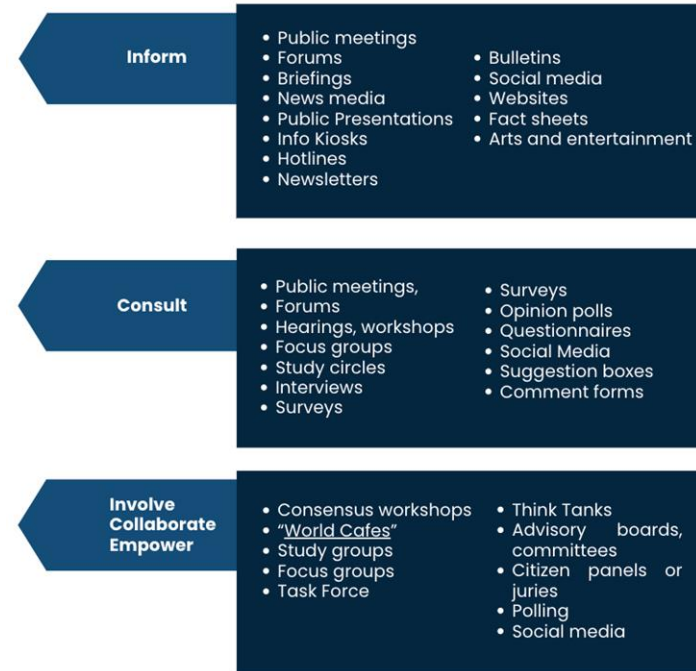 Inform
• Public meetings
• Forums
• Briefings
• News media
• Public Presentations
• Info Kiosks
• Hotlines
• Newsletters
• Bulletins
• Social media
• Websites
• Fact sheets
• Arts and entertainment
Consult
• Public meetings,
• Forums
• Hearings, workshops
• Focus groups
• Study circles
• Interviews
• Surveys
• Surveys
• Opinion polls
• Questionnaires
• Social Media
• Suggestion boxes
• Comment forms
Involve
Collaborate
Empower
• Consensus workshops
• “World Cafes”
• Study groups
• Focus groups
• Task Force
• Think Tanks
• Advisory boards,
committees
• Citizen panels or
juries
• Polling
• Social media